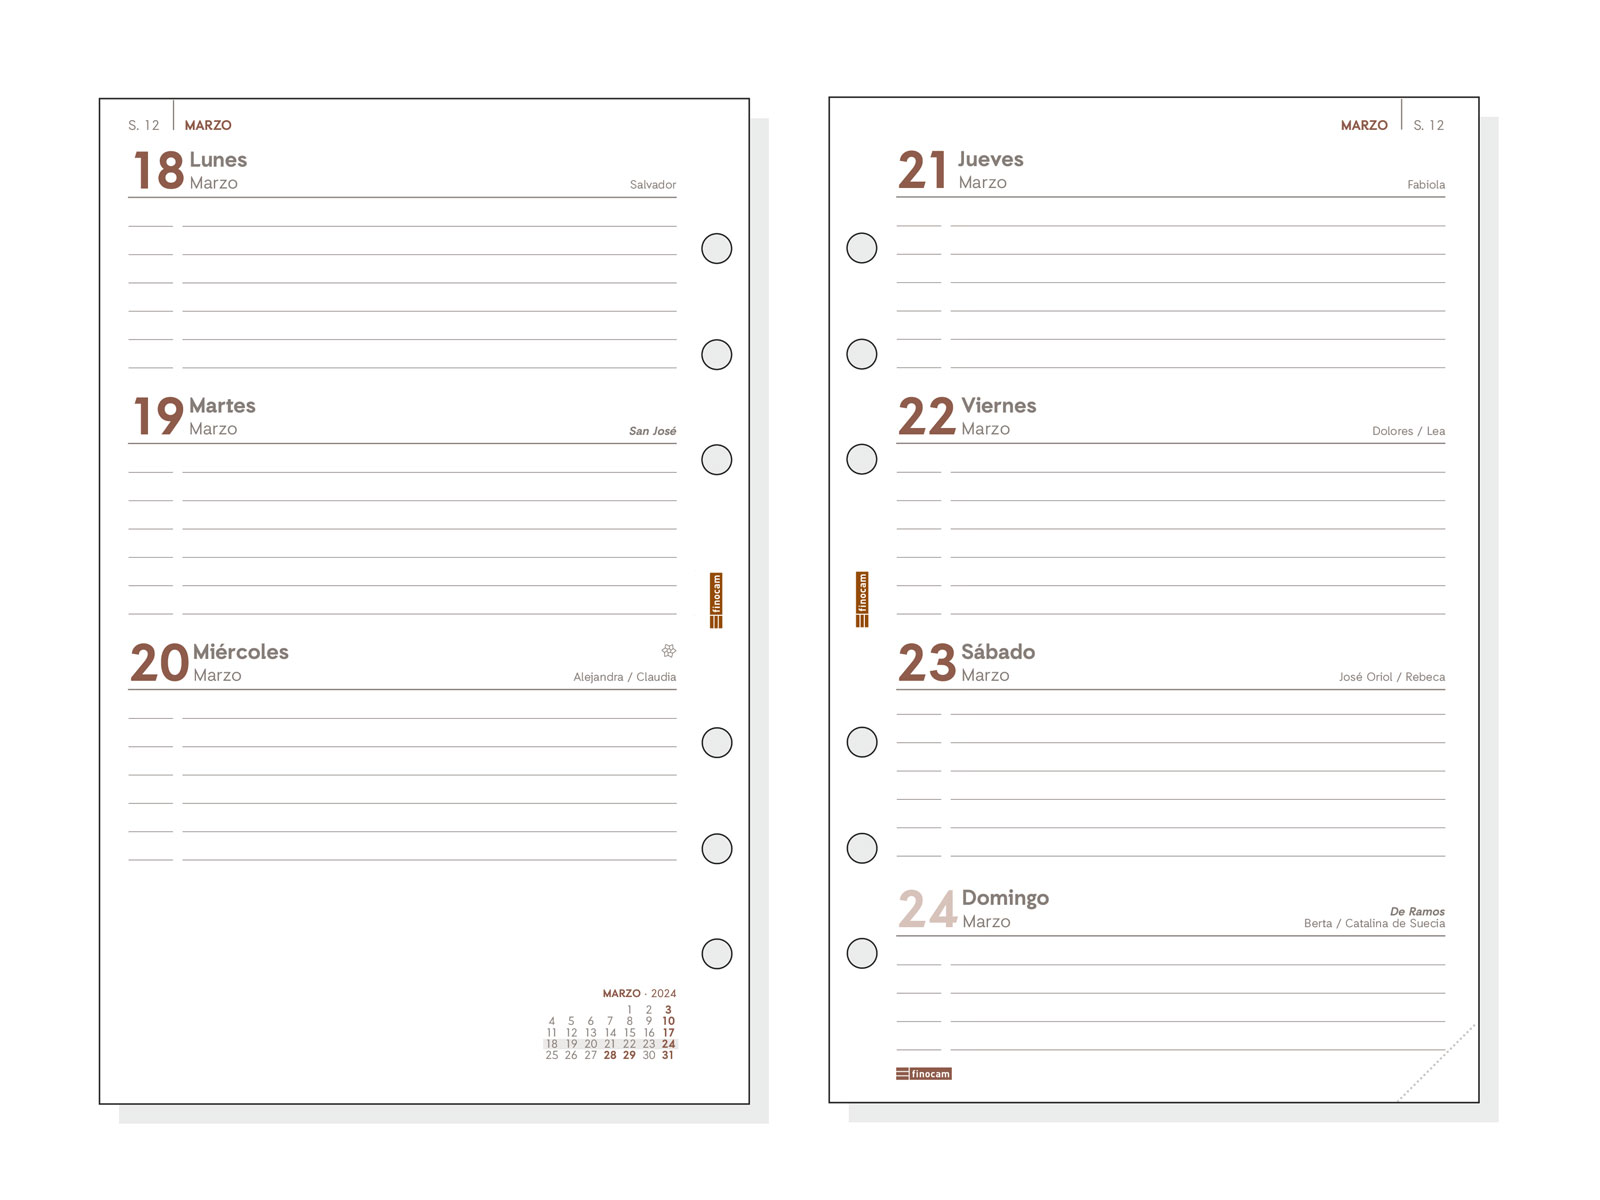 S. 12 MARZO
18 Lunes
Marzo
Salvador
19 Martes
Marzo
San José
20 Miércoles
Marzo
Alejandra / Claudia
MARZO · 2024
1 2 3
4 5 6 7 8 9 10
11 12 13 14 15 16 17
18 19 20 21 22 23 24
25 26 27 28 29 30 31
finocam
MARZO S. 12
21 Jueves
Marzo
Fabiola
22 Viernes
Marzo
Dolores / Lea
23 Sábado
Marzo
José Oriol / Rebeca
24 Domingo
Marzo
De Ramos
Berta / Catalina de Suecia
finocam
finocam